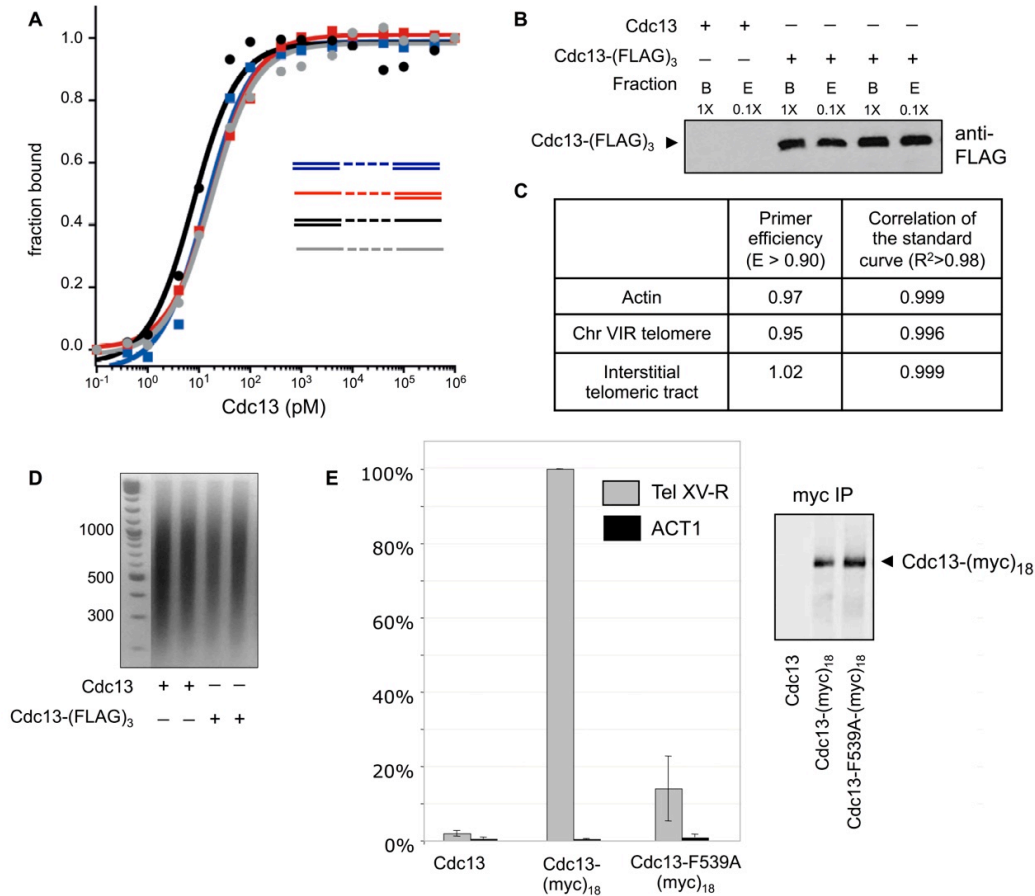 A
1.0
0.8
0.6
0.4
0.2
0.0
fraction bound
10⁻¹ 10⁰ 10¹ 10² 10³ 10⁴ 10⁵ 10⁶
Cdc13 (pM)
B
Cdc13 + + – – – –
Cdc13-(FLAG)₃ – – + + + +
Fraction B E B E B E
1X 0.1X 1X 0.1X 1X 0.1X
Cdc13-(FLAG)₃
anti-
FLAG
C
Primer
efficiency
(E > 0.90)
Correlation of
the standard
curve (R²>0.98)
Actin 0.97 0.999
Chr VIR telomere 0.95 0.996
Interstitial
telomeric tract
1.02 0.999
D
1000
500
300
Cdc13 + + – –
Cdc13-(FLAG)₃ – – + +
E
100%
80%
60%
40%
20%
0%
Tel XV-R
ACT1
Cdc13
Cdc13-
(myc)₁₈
Cdc13-F539A
(myc)₁₈
myc IP
Cdc13-(myc)₁₈
Cdc13
Cdc13-(myc)₁₈
Cdc13-F539A-(myc)₁₈